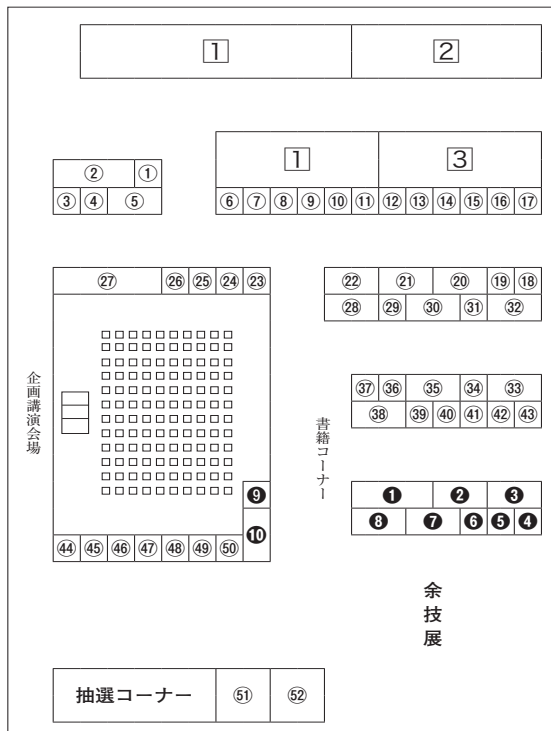 1 2
1 3
② ①
③ ④ ⑤
⑥ ⑦ ⑧ ⑨ ⑩ ⑪ ⑫ ⑬ ⑭ ⑮ ⑯ ⑰
㉗ ㉖ ㉕ ㉔ ㉓
㉒ ㉑ ⑳ ⑲ ⑱
㉘ ㉙ ㉚ ㉛ ㉜
企画講演会場
㊲ ㊱ ㉟ ㉞ ㉝
㊳ ㊴ ㊵ ㊶ ㊷ ㊸
書籍コーナー
❾
❿
❶ ❷ ❸
❽ ❼ ❻ ❺ ❹
㊹ ㊺ ㊻ ㊼ ㊽ ㊾ ㊿
余技展
抽選コーナー 51 52